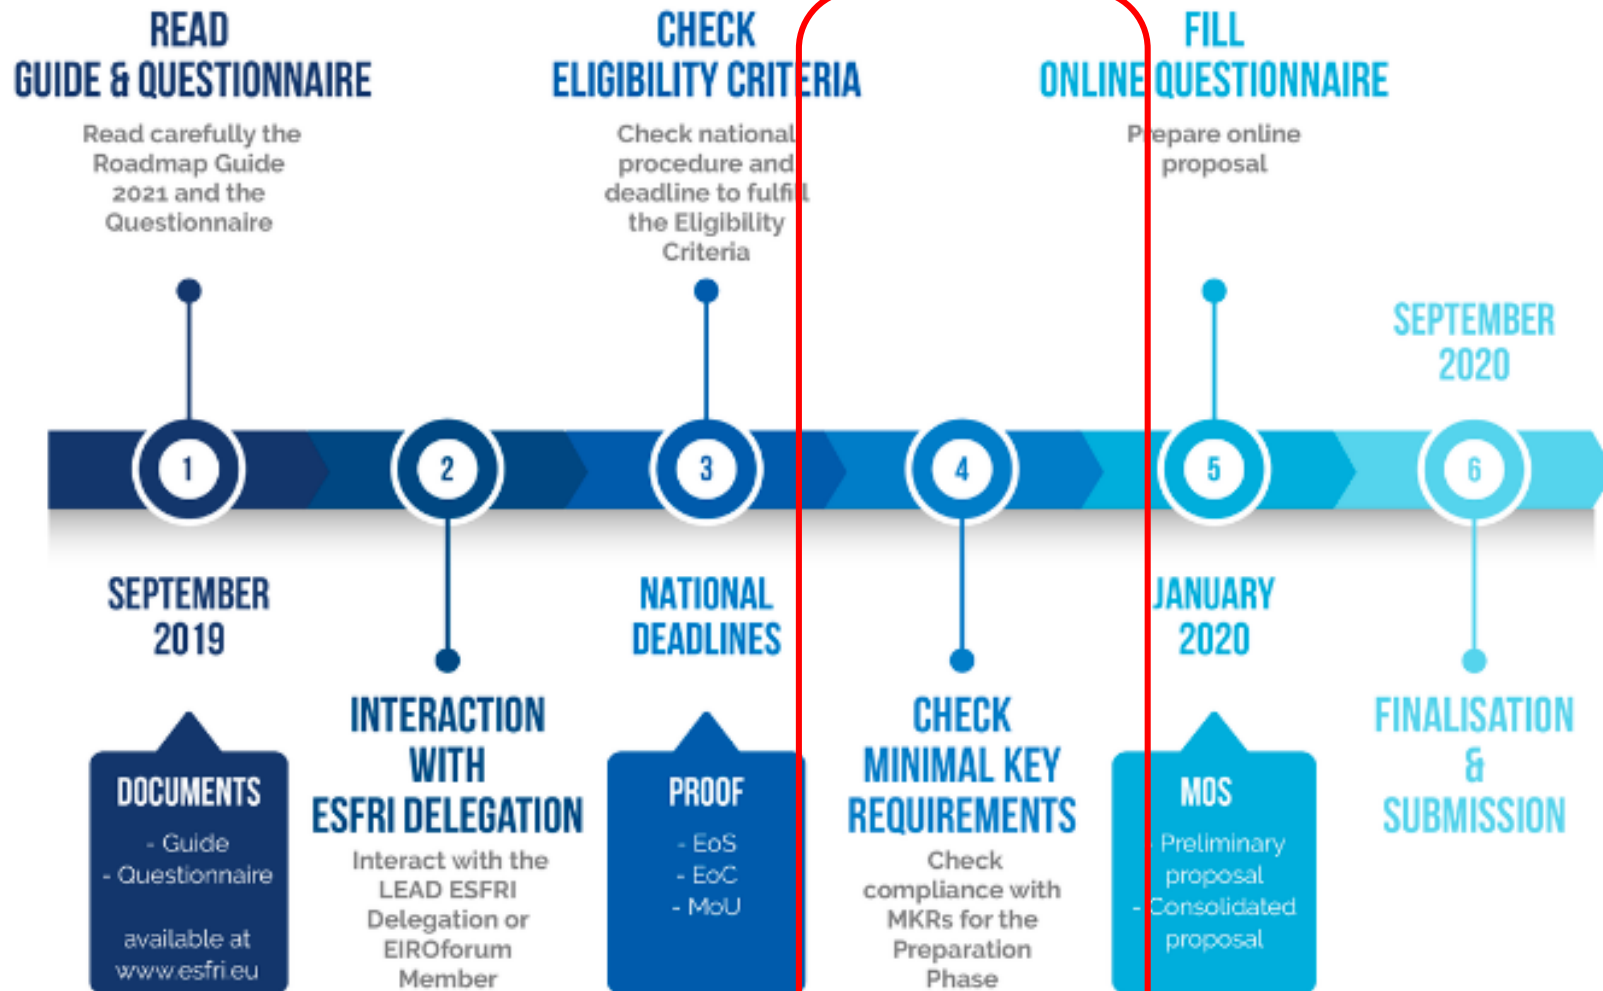 READ
GUIDE & QUESTIONNAIRE
Read carefully the
Roadmap Guide
2021 and the
Questionnaire
CHECK
ELIGIBILITY CRITERIA
Check national
procedure and
deadline to fulfill
the Eligibility
Criteria
FILL
ONLINE QUESTIONNAIRE
Prepare online
proposal
SEPTEMBER
2020
1
2
3
4
5
6
SEPTEMBER
2019
NATIONAL
DEADLINES
JANUARY
2020
DOCUMENTS
- Guide
- Questionnaire
available at
www.esfri.eu
INTERACTION
WITH
ESFRI DELEGATION
Interact with the
LEAD ESFRI
Delegation or
EIROforum
Member
PROOF
- EoS
- EoC
- MoU
CHECK
MINIMAL KEY
REQUIREMENTS
Check
compliance with
MKRs for the
Preparation
Phase
MOS
- Preliminary
proposal
- Consolidated
proposal
FINALISATION
&
SUBMISSION